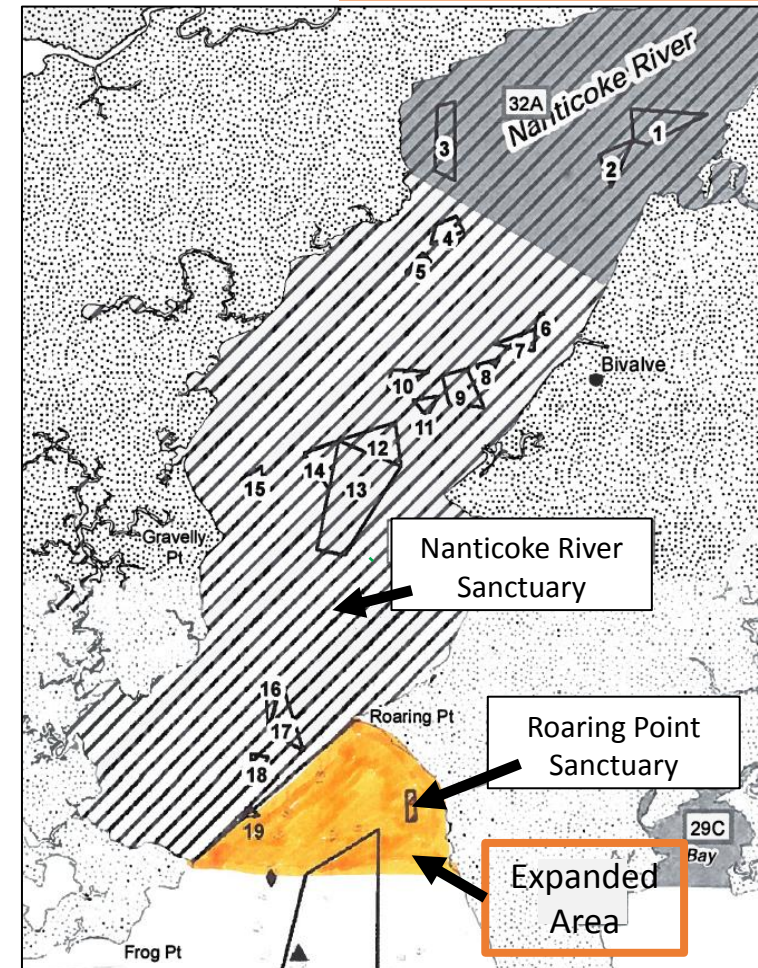 Nanticoke River
32A
1
3
2
4
5
6
7
Bivalve
8
10
9
11
12
14
13
15
Gravelly
Pt
Nanticoke River
Sanctuary
16
Roaring Pt
17
Roaring Point
Sanctuary
18
19
29C
Bay
Expanded
Area
Frog Pt